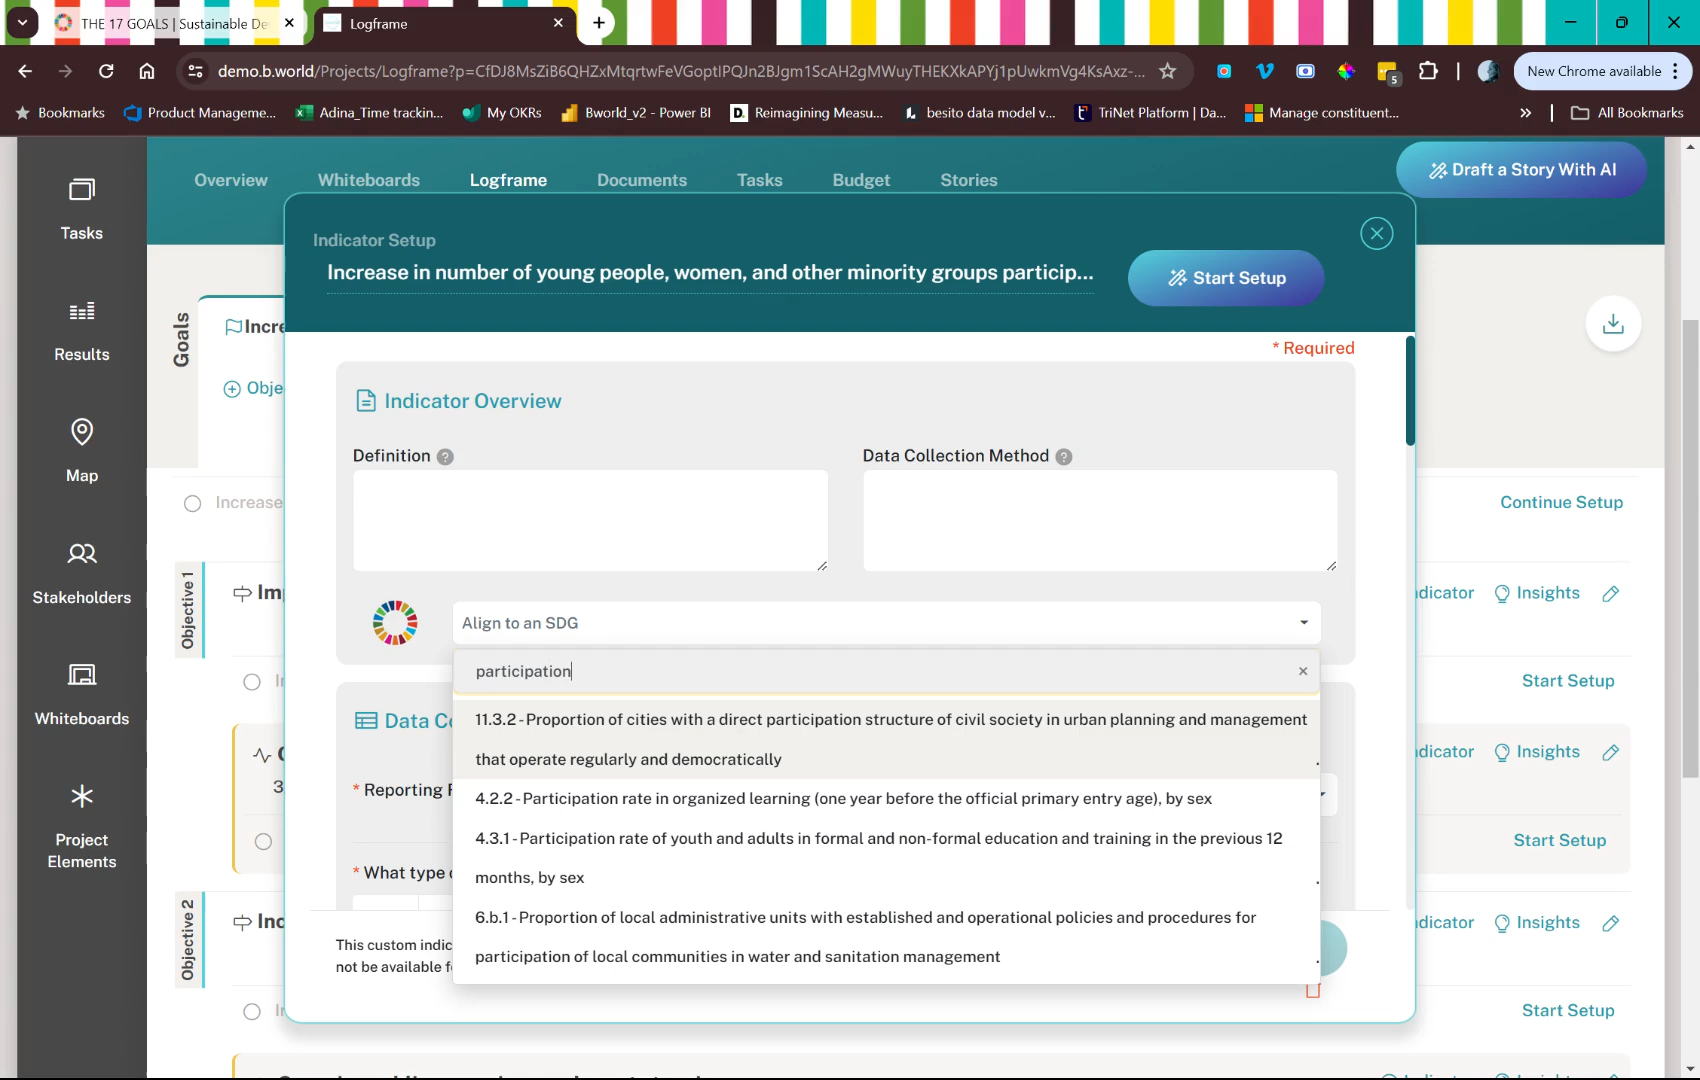 THE 17 GOALS | Sustainable De
Logframe
demo.b.world/Projects/Logframe?p=CfDJ8MsZiB6QHZxMtqrtwFeVGoptIPQJn2BJgm1ScAH2gMWuyTHEKXkAPYj1pUwkmVg4KsAxz-...
5
New Chrome available
Bookmarks
Product Manageme...
Adina_Time trackin...
My OKRs
Bworld_v2 - Power BI
Reimagining Measu...
besito data model v...
TriNet Platform | Da...
Manage constituent...
»
All Bookmarks
Tasks
Results
Map
Stakeholders
Whiteboards
Project
Elements
Overview
Whiteboards
Logframe
Documents
Tasks
Budget
Stories
Draft a Story With AI
Goals
Incre
Obje
Increase
Continue Setup
Objective 1
Im
dicator
Insights
Start Setup
dicator
Insights
3
Start Setup
Objective 2
Inc
dicator
Insights
Start Setup
Indicator Setup
Increase in number of young people, women, and other minority groups particip...
Start Setup
* Required
Indicator Overview
Definition ?
Data Collection Method ?
Align to an SDG
participation
11.3.2 - Proportion of cities with a direct participation structure of civil society in urban planning and management
that operate regularly and democratically
4.2.2 - Participation rate in organized learning (one year before the official primary entry age), by sex
4.3.1 - Participation rate of youth and adults in formal and non-formal education and training in the previous 12
months, by sex
6.b.1 - Proportion of local administrative units with established and operational policies and procedures for
participation of local communities in water and sanitation management
Data Co
* Reporting F
* What type o
This custom indic
not be available f